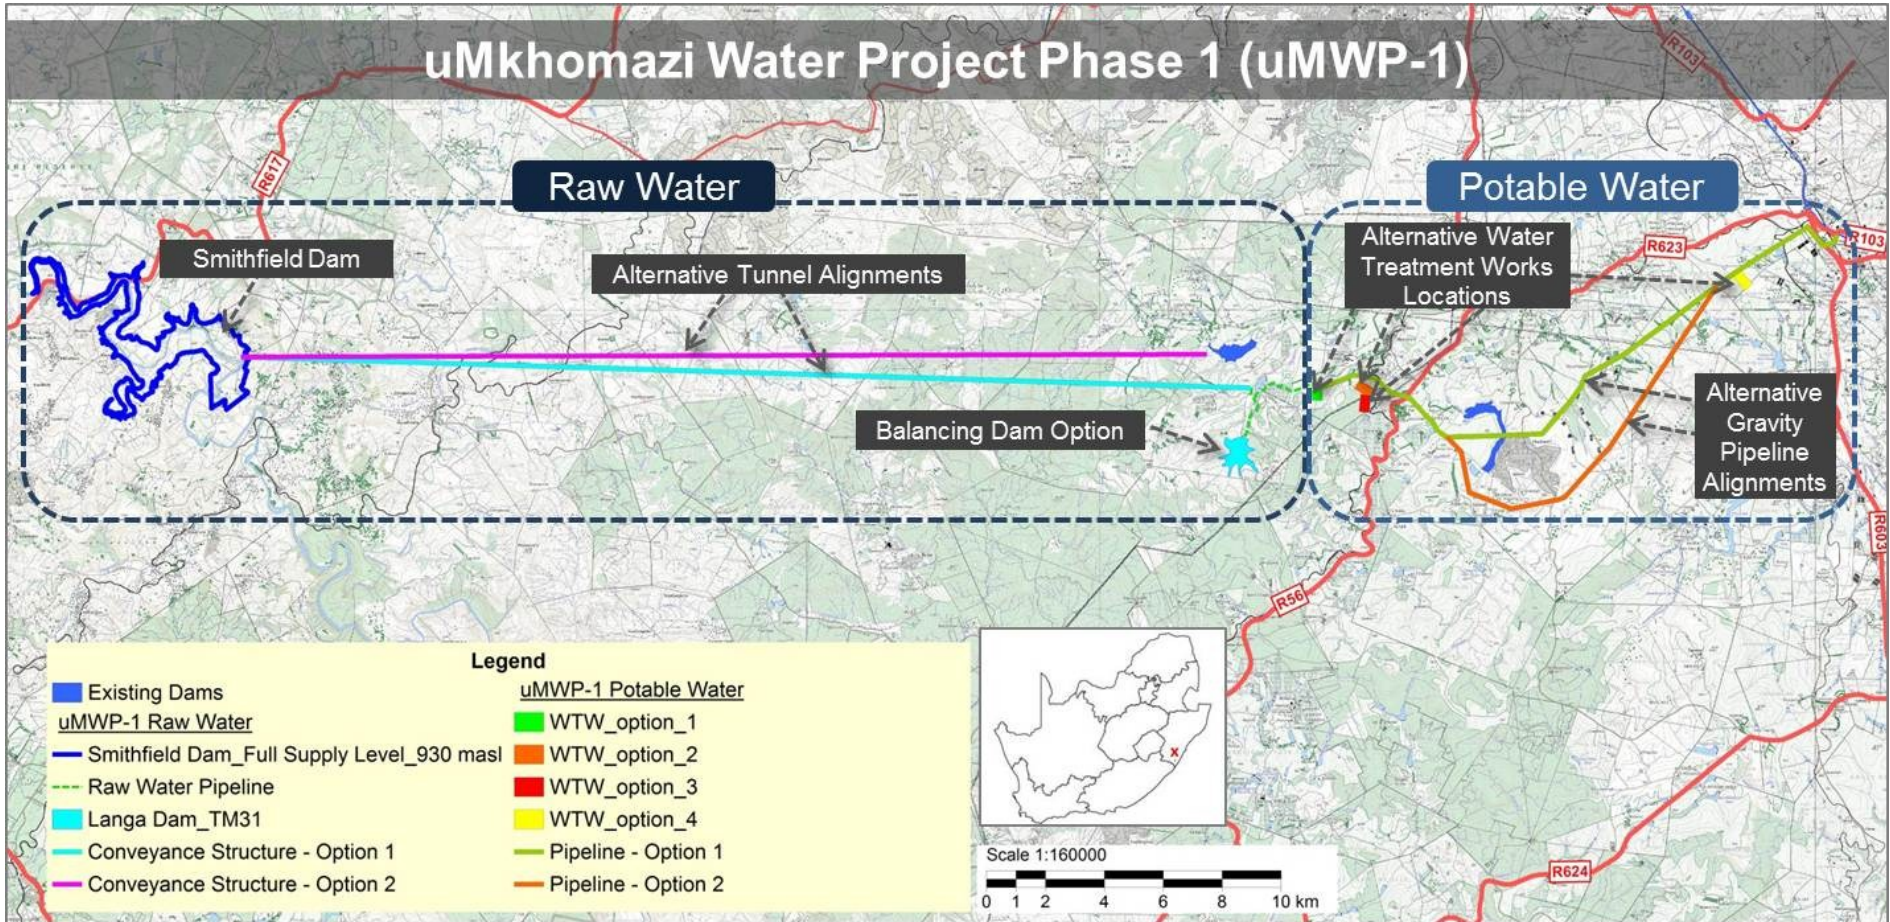 uMkhomazi Water Project Phase 1 (uMWP-1)
R103
R617
Raw Water
Potable Water
Smithfield Dam
Alternative Tunnel Alignments
Alternative Water
Treatment Works
Locations
R623
R103
Balancing Dam Option
Alternative
Gravity
Pipeline
Alignments
R603
R56
Legend
Existing Dams
uMWP-1 Raw Water
Smithfield Dam_Full Supply Level_930 masl
Raw Water Pipeline
Langa Dam_TM31
Conveyance Structure - Option 1
Conveyance Structure - Option 2
uMWP-1 Potable Water
WTW_option_1
WTW_option_2
WTW_option_3
WTW_option_4
Pipeline - Option 1
Pipeline - Option 2
x
Scale 1:160000
0 1 2 4 6 8 10 km
R624